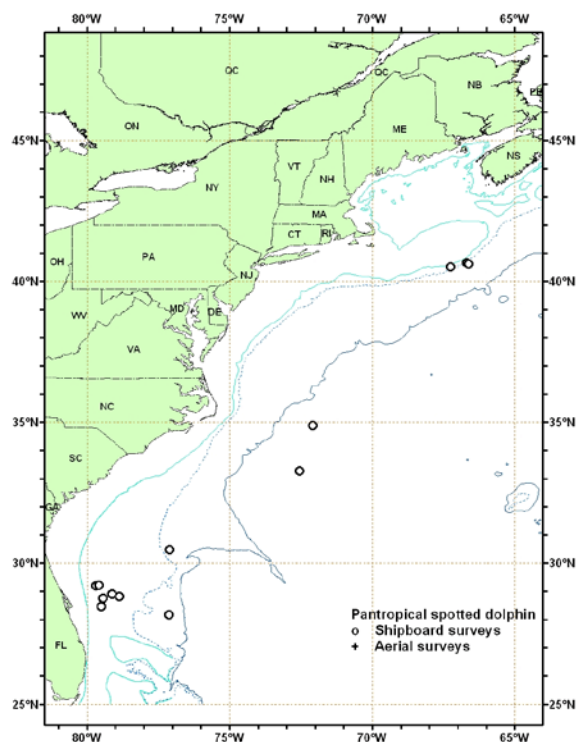 80°W 75°W 70°W 65°W
QC
QC
NB
PE
ON
ME
45°N 45°N
NS
VT
NH
NY
MA
CT RI
PA
OH
40°N 40°N
NJ
MD DE
WV
VA
NC
35°N 35°N
SC
GA
30°N 30°N
Pantropical spotted dolphin
Shipboard surveys
FL
Aerial surveys
25°N 25°N
80°W 75°W 70°W 65°W